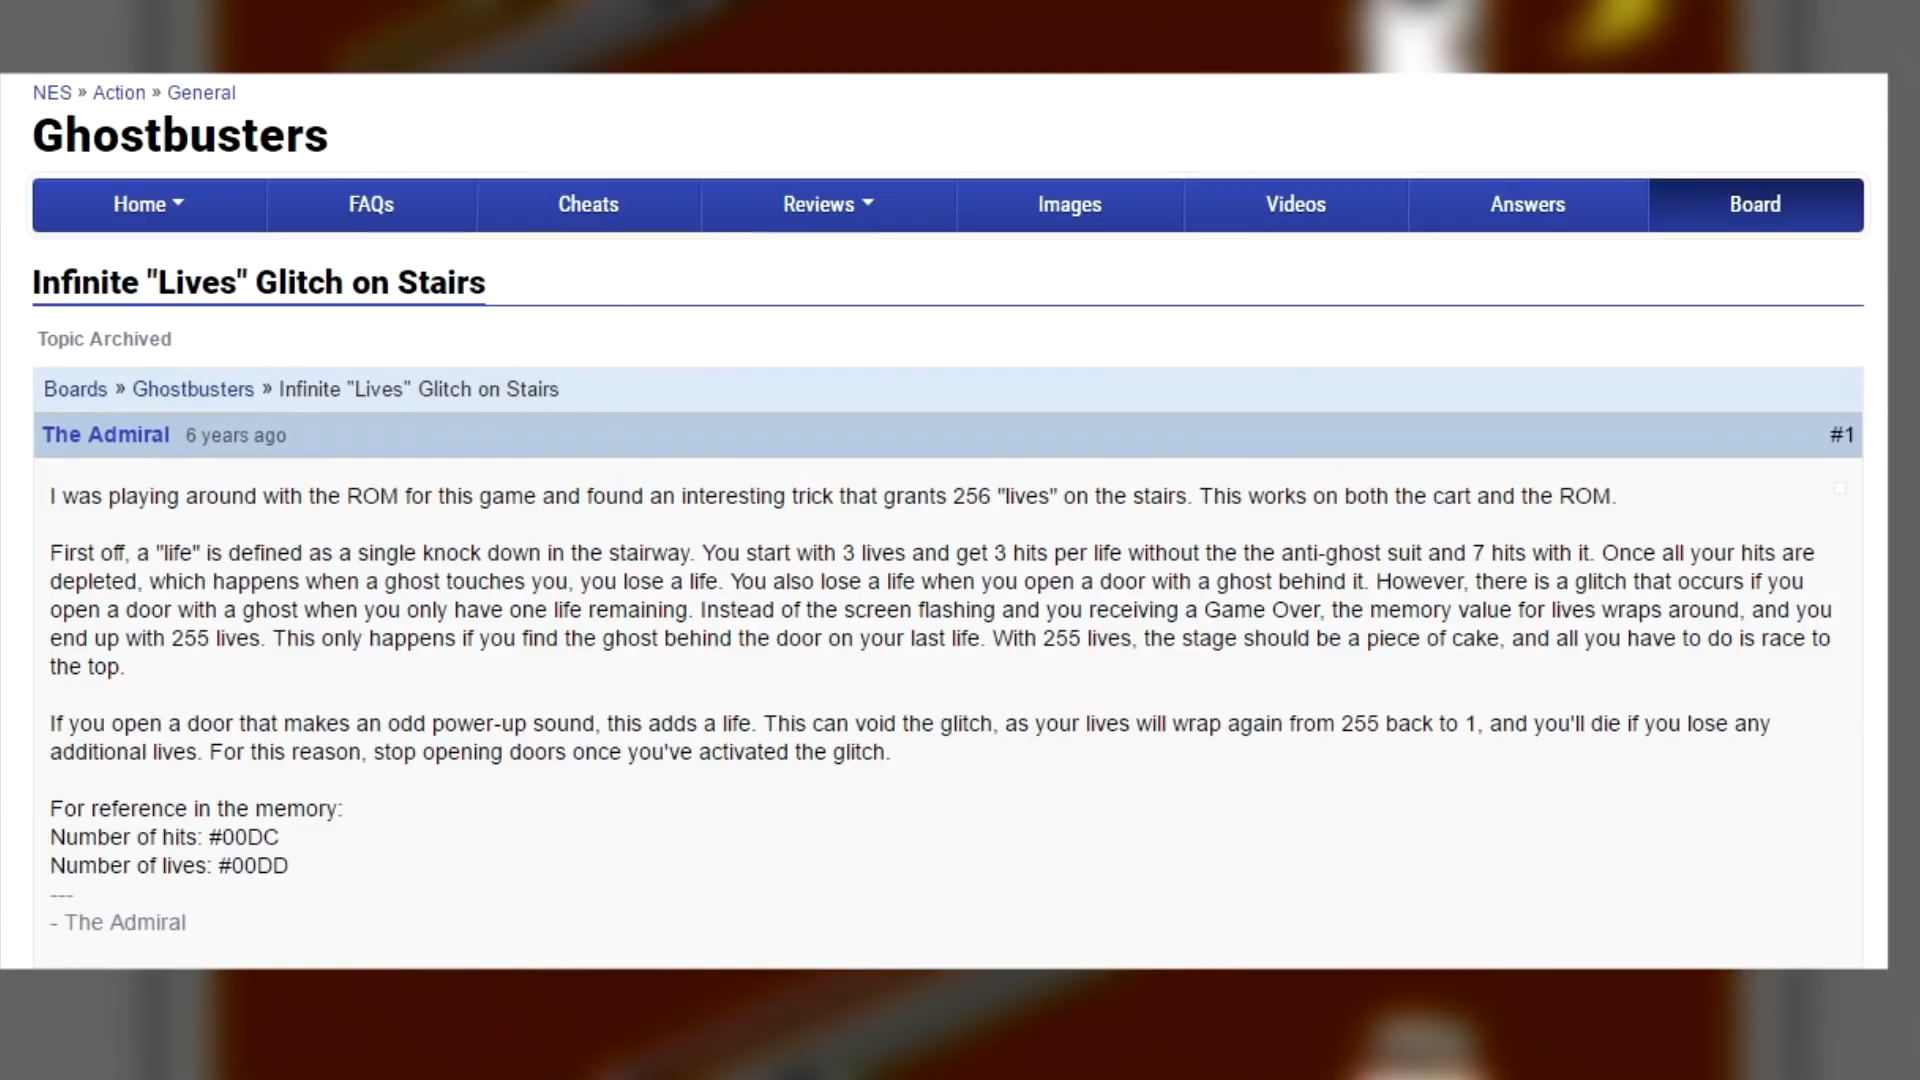 NES » Action » General
Ghostbusters
Home FAQs Cheats Reviews Images Videos Answers Board
Infinite "Lives" Glitch on Stairs
Topic Archived
Boards » Ghostbusters » Infinite "Lives" Glitch on Stairs
The Admiral 6 years ago #1
I was playing around with the ROM for this game and found an interesting trick that grants 256 "lives" on the stairs. This works on both the cart and the ROM.
First off, a "life" is defined as a single knock down in the stairway. You start with 3 lives and get 3 hits per life without the the anti-ghost suit and 7 hits with it. Once all your hits are
depleted, which happens when a ghost touches you, you lose a life. You also lose a life when you open a door with a ghost behind it. However, there is a glitch that occurs if you
open a door with a ghost when you only have one life remaining. Instead of the screen flashing and you receiving a Game Over, the memory value for lives wraps around, and you
end up with 255 lives. This only happens if you find the ghost behind the door on your last life. With 255 lives, the stage should be a piece of cake, and all you have to do is race to
the top.
If you open a door that makes an odd power-up sound, this adds a life. This can void the glitch, as your lives will wrap again from 255 back to 1, and you'll die if you lose any
additional lives. For this reason, stop opening doors once you've activated the glitch.
For reference in the memory:
Number of hits: #00DC
Number of lives: #00DD
---
- The Admiral